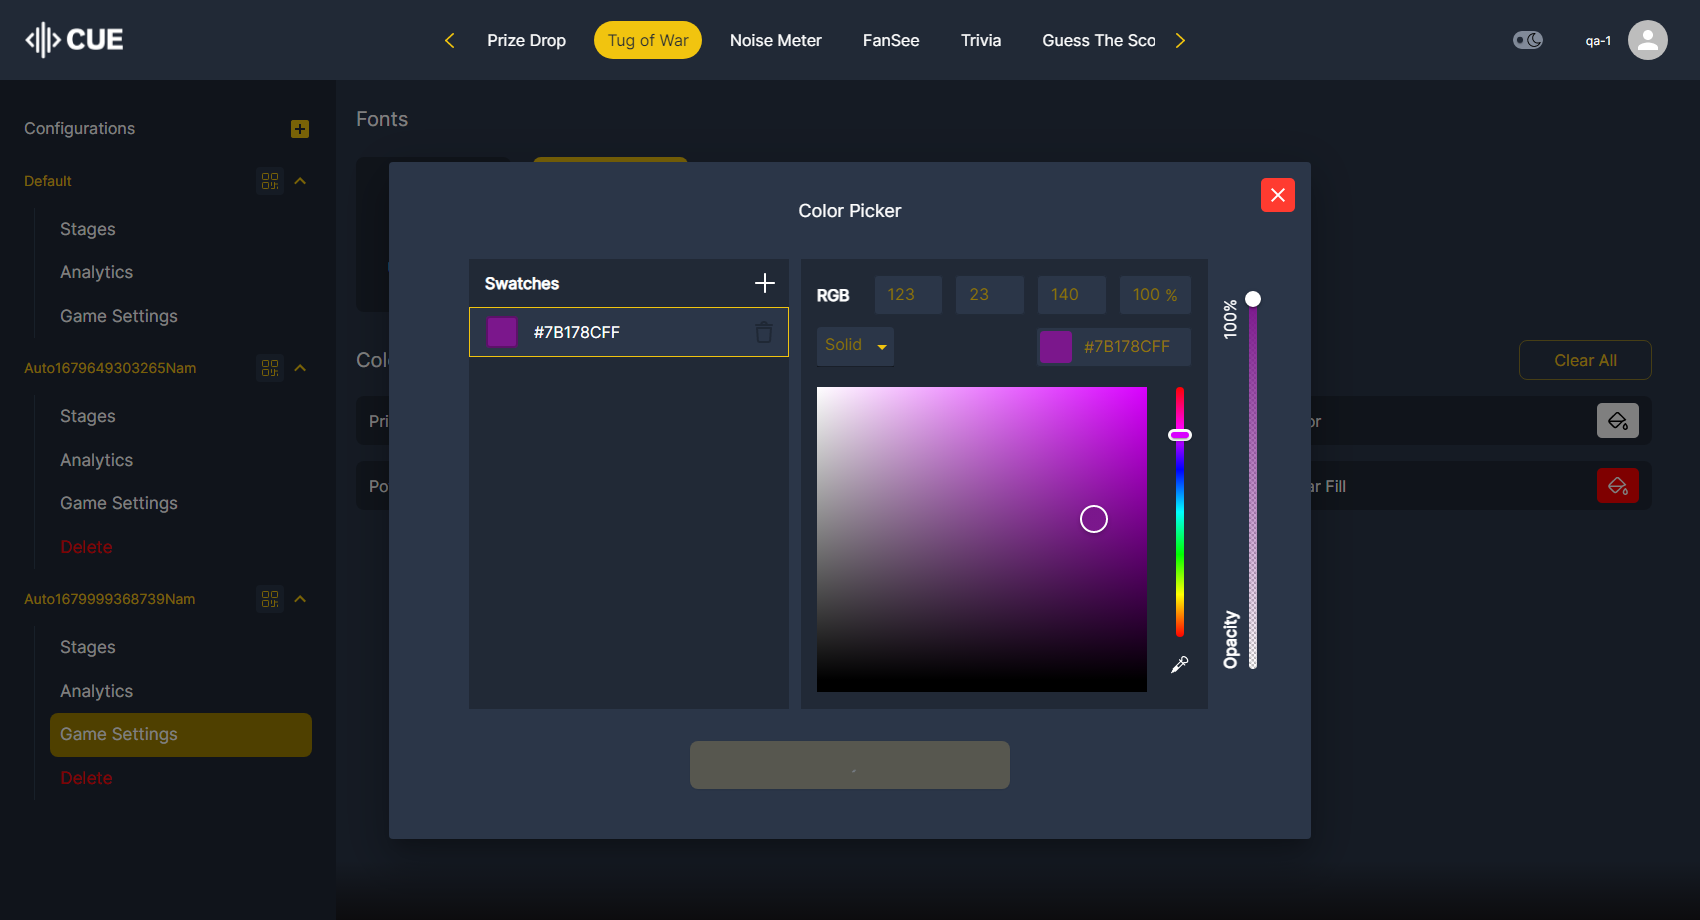 CUE
Prize Drop
Tug of War
Noise Meter
FanSee
Trivia
Guess The Sco
qa-1
Configurations
Default
Stages
Analytics
Game Settings
Auto1679649303265Nam
Stages
Analytics
Game Settings
Delete
Auto1679999368739Nam
Stages
Analytics
Game Settings
Delete
Fonts
Col
Clear All
Pri
or
Po
ar Fill
Color Picker
Swatches
#7B178CFF
RGB
123
23
140
100 %
Solid
#7B178CFF
100%
Opacity